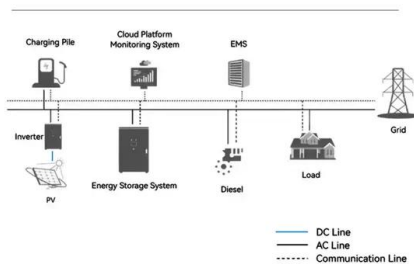 Charging Pile
Cloud Platform
Monitoring System
EMS
Grid
Inverter
PV
Energy Storage System
Diesel
Load
DC Line
AC Line
Communication Line